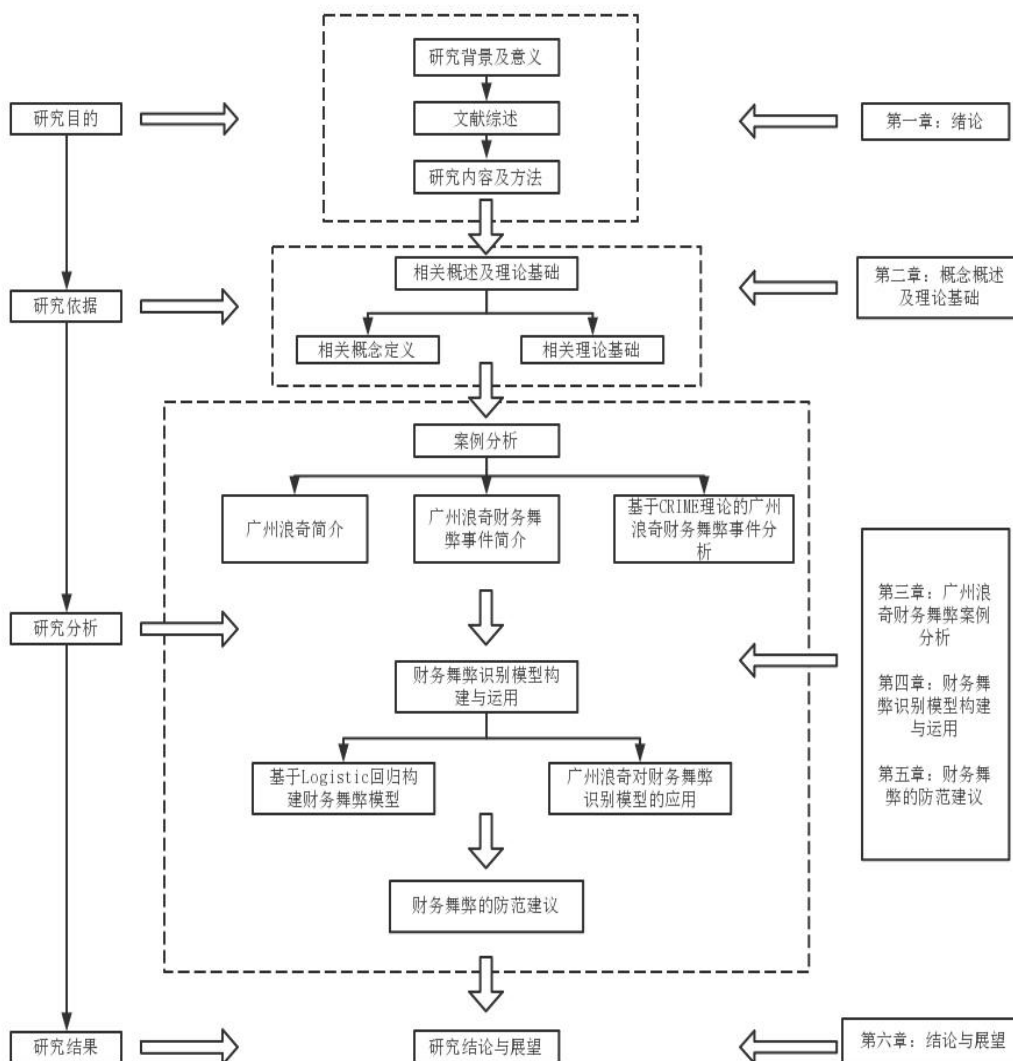 研究背景及意义
研究目的
文献综述
第一章：绪论
研究内容及方法
相关概述及理论基础
研究依据
第二章：概念概述
及理论基础
相关概念定义
相关理论基础
案例分析
广州浪奇简介
广州浪奇财务舞
弊事件简介
基于CRIME理论的广州
浪奇财务舞弊事件分
析
研究分析
第三章：广州浪
奇财务舞弊案例
分析
第四章：财务舞
弊识别模型构建
与运用
第五章：财务舞
弊的防范建议
财务舞弊识别模型构
建与运用
基于Logistic回归构
建财务舞弊模型
广州浪奇对财务舞弊
识别模型的应用
财务舞弊的防范建议
研究结果
研究结论与展望
第六章：结论与展望